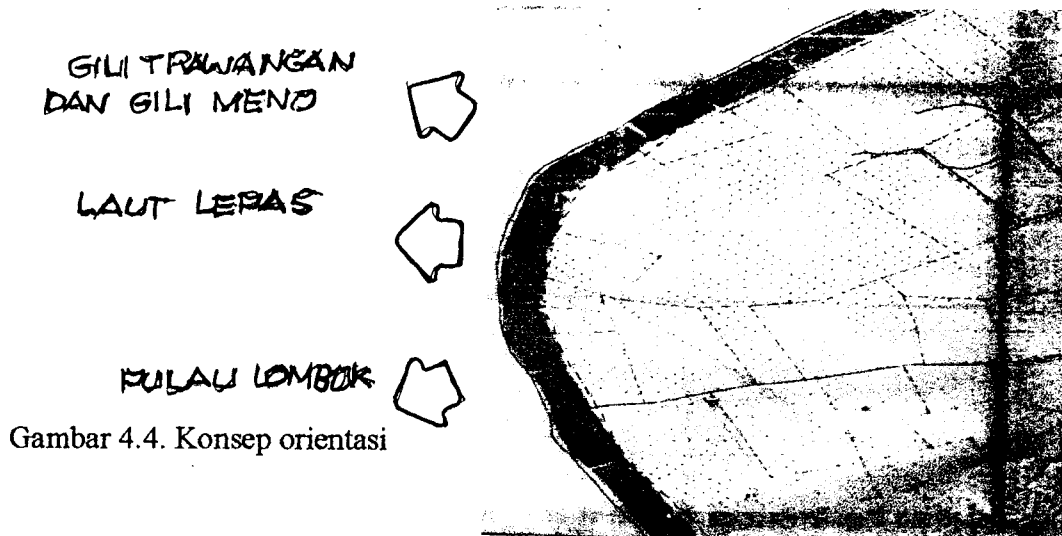 GILI TRAWANGAN
DAN GILI MENO
LAUT LEPAS
PULAU LOMBOK
Gambar 4.4. Konsep orientasi